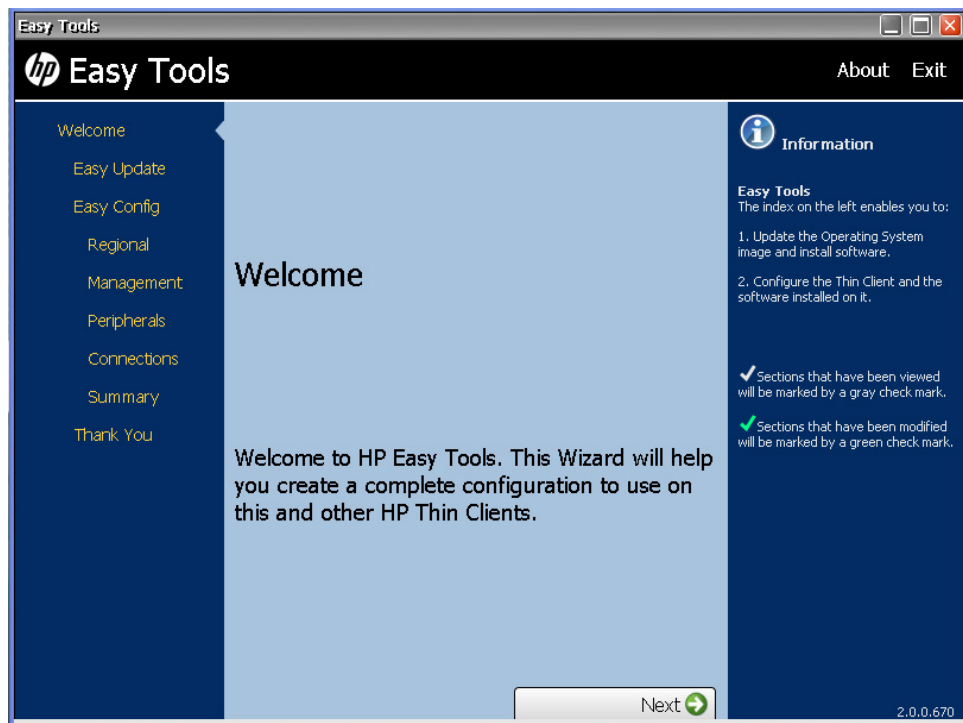 Easy Tools
hp Easy Tools
About Exit
Welcome
Easy Update
Easy Config
Regional
Management
Peripherals
Connections
Summary
Thank You
Welcome
Welcome to HP Easy Tools. This Wizard will help
you create a complete configuration to use on
this and other HP Thin Clients.
Next
Information
Easy Tools
The index on the left enables you to:
1. Update the Operating System
image and install software.
2. Configure the Thin Client and the
software installed on it.
Sections that have been viewed
will be marked by a gray check mark.
Sections that have been modified
will be marked by a green check mark.
2.0.0.670